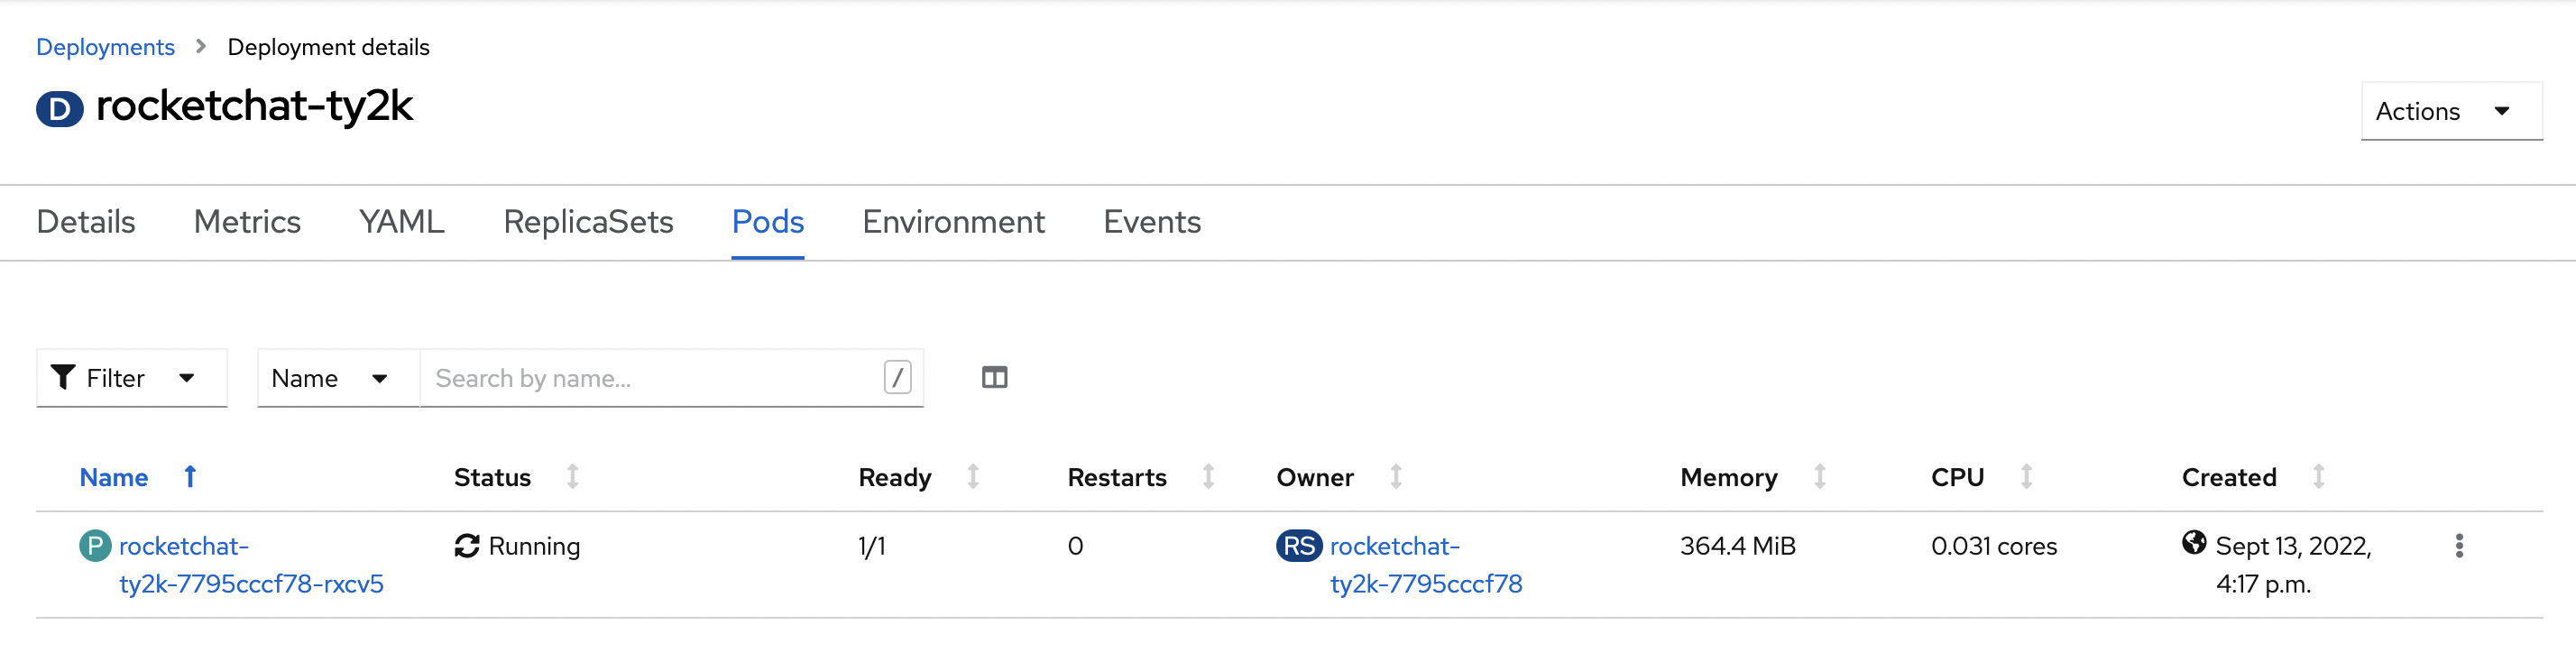 Deployments > Deployment details
D rocketchat-ty2k
Actions
Details Metrics YAML ReplicaSets Pods Environment Events
Filter Name Search by name... /
Name Status Ready Restarts Owner Memory CPU Created
P rocketchat- Running 1/1 0 RS rocketchat- 364.4 MiB 0.031 cores Sept 13, 2022,
ty2k-7795cccf78-rxcv5 ty2k-7795cccf78 4:17 p.m.